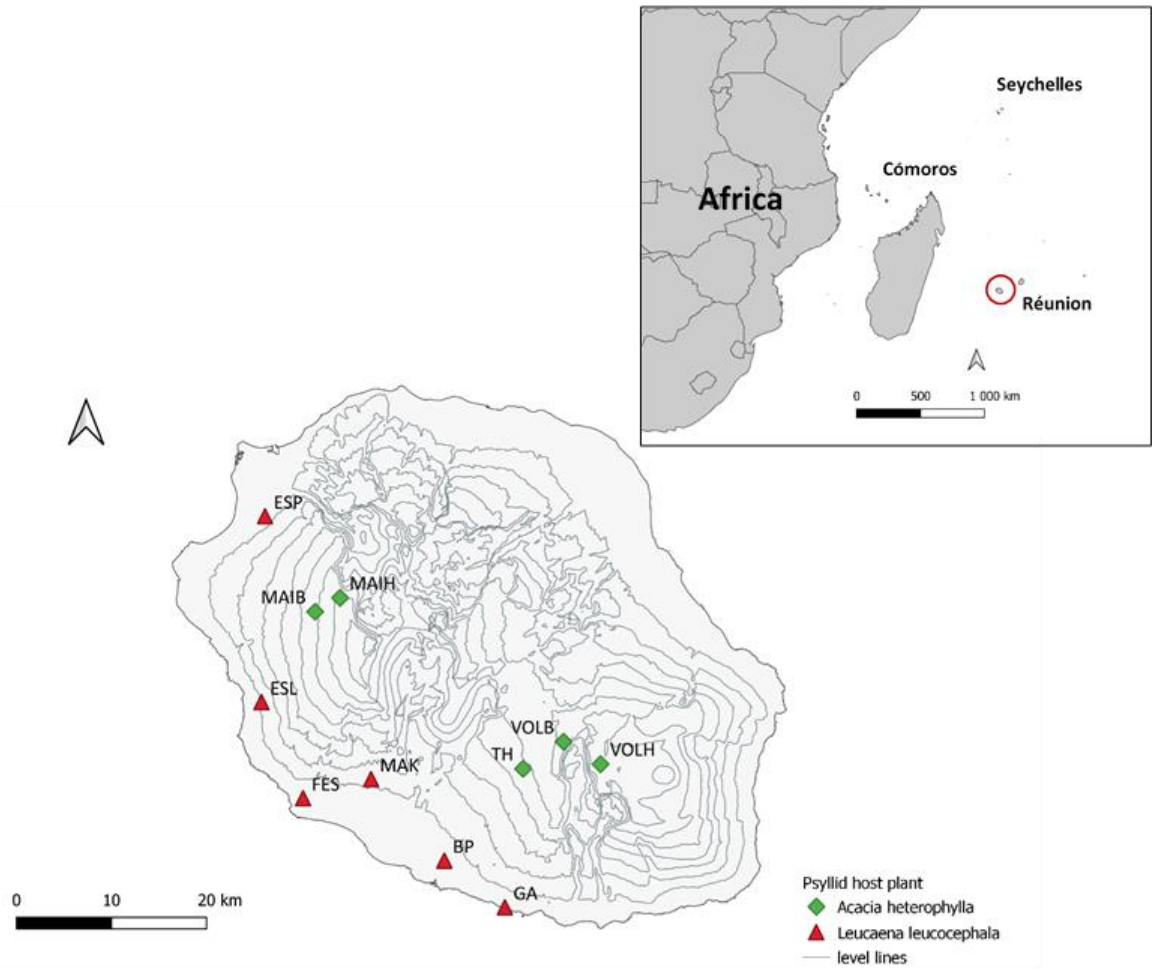 Seychelles
Cómoros
Africa
Réunion
0 500 1 000 km
ESP
MAIH
MAIB
ESL
VOLB
VOLH
TH
MAK
FES
BP
GA
0 10 20 km
Psyllid host plant
Acacia heterophylla
Leucaena leucocephala
level lines